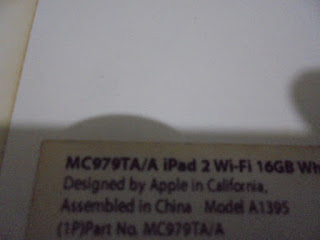 MC979TA/A iPad 2 Wi-Fi 16GB Wh
Designed by Apple in California,
Assembled in China Model A1395
(1P)Part No. MC979TA/A